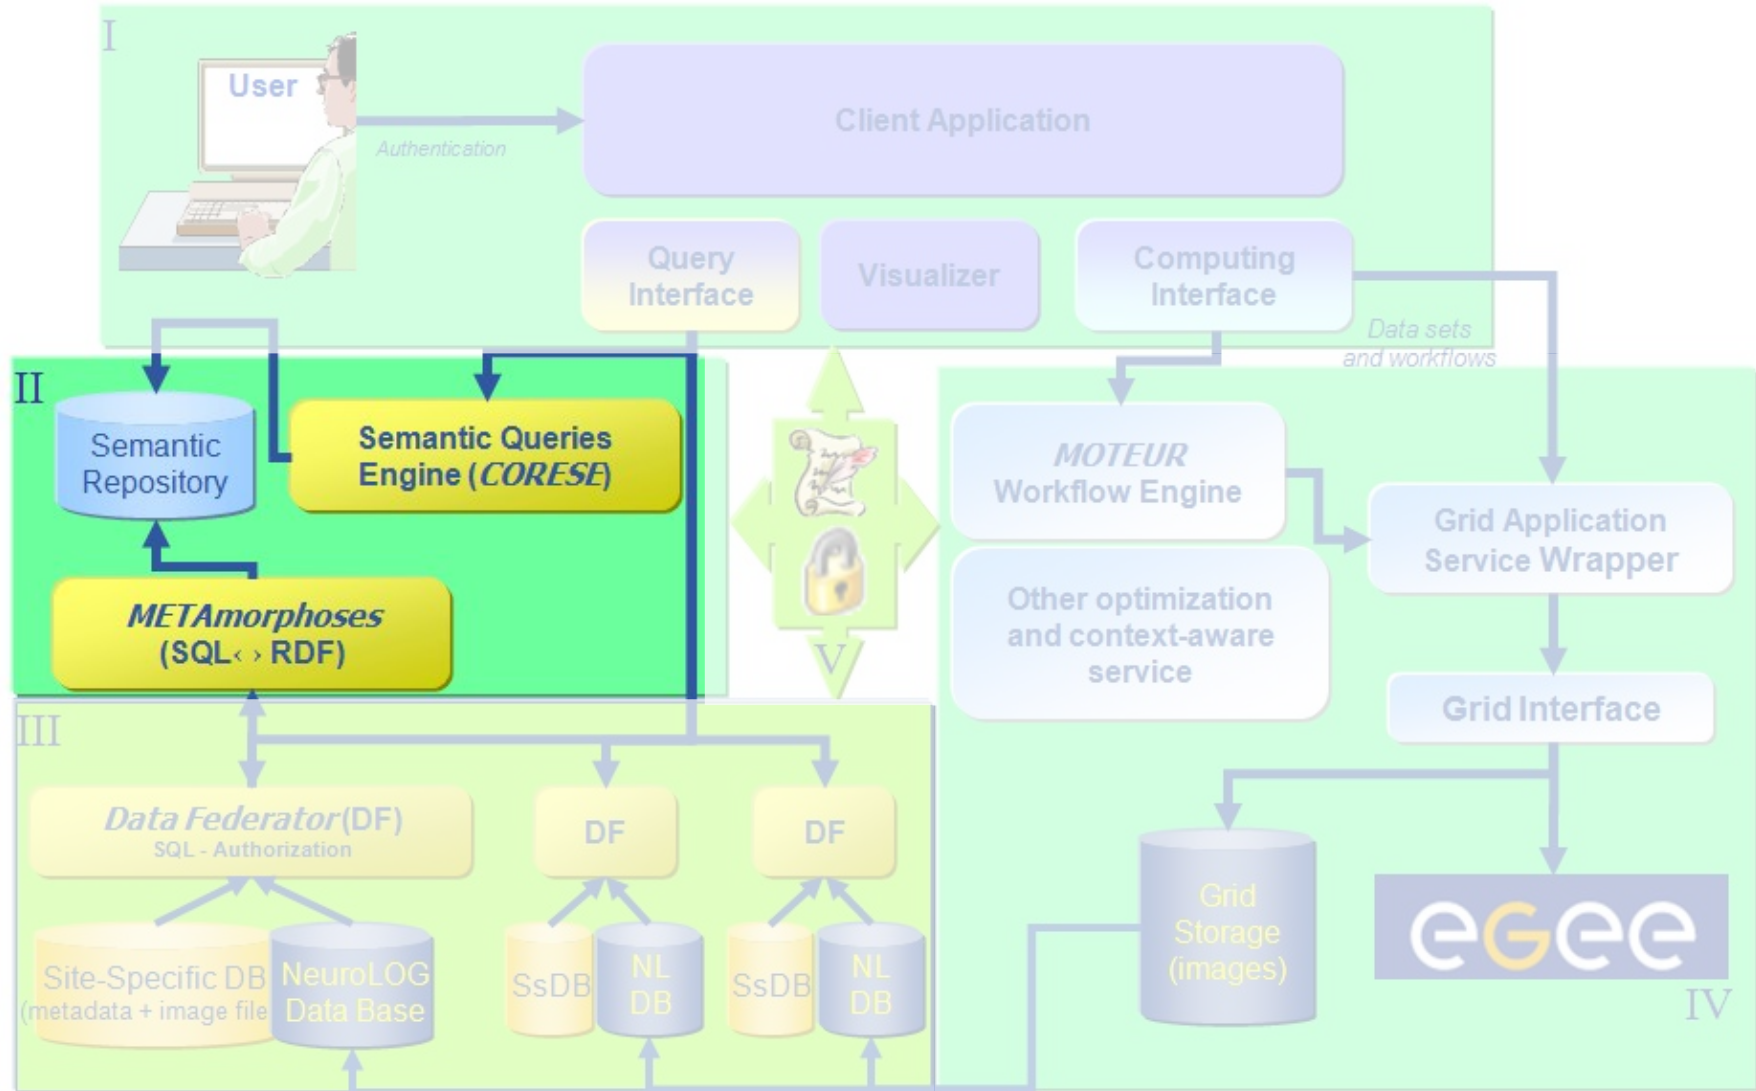 I
User
Authentication
Client Application
Query
Interface
Visualizer
Computing
Interface
Data sets
and workflows
II
Semantic
Repository
Semantic Queries
Engine (CORESE)
METAmorphoses
(SQL‹ › RDF)
V
MOTEUR
Workflow Engine
Grid Application
Service Wrapper
Other optimization
and context-aware
service
Grid Interface
III
Data Federator (DF)
SQL - Authorization
DF
DF
Site-Specific DB
(metadata + image file
NeuroLOG
Data Base
SsDB
NL
DB
SsDB
NL
DB
Grid
Storage
(images)
eGee
IV